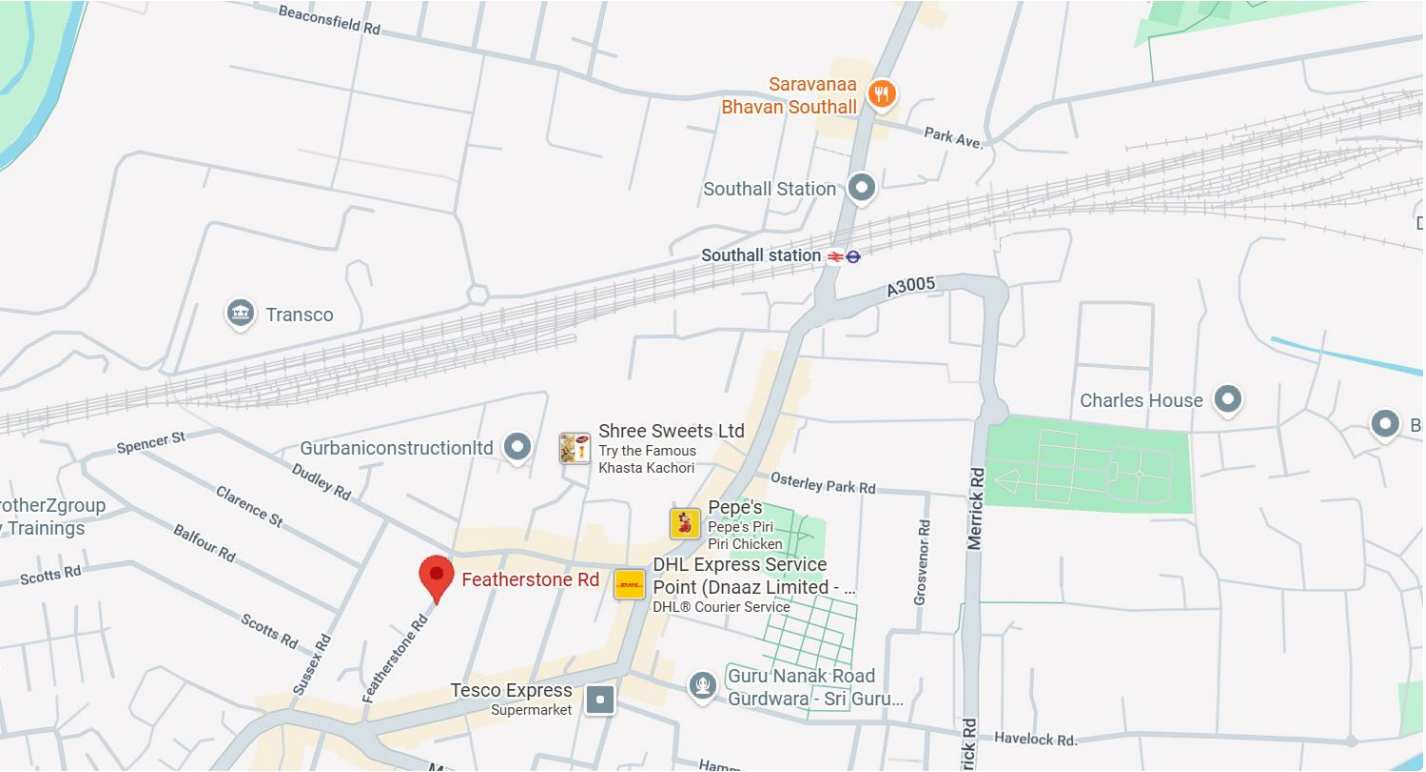 Beaconsfield Rd
Saravanaa
Bhavan Southall
Park Ave.
Southall Station
Southall station
A3005
Transco
Charles House
Shree Sweets Ltd
Try the Famous
Khasta Kachori
Gurbaniconstructionltd
Spencer St
Dudley Rd
Osterley Park Rd
Clarence St
rotherZgroup
y Trainings
Balfour Rd
Pepe's
Pepe's Piri
Piri Chicken
Merrick Rd
Grosvenor Rd
Scotts Rd
Featherstone Rd
DHL Express Service
Point (Dnaaz Limited - ...
DHL® Courier Service
Scotts Rd
Sussex Rd
Featherstone Rd
Tesco Express
Supermarket
Guru Nanak Road
Gurdwara - Sri Guru...
Havelock Rd.
rick Rd
Hamm